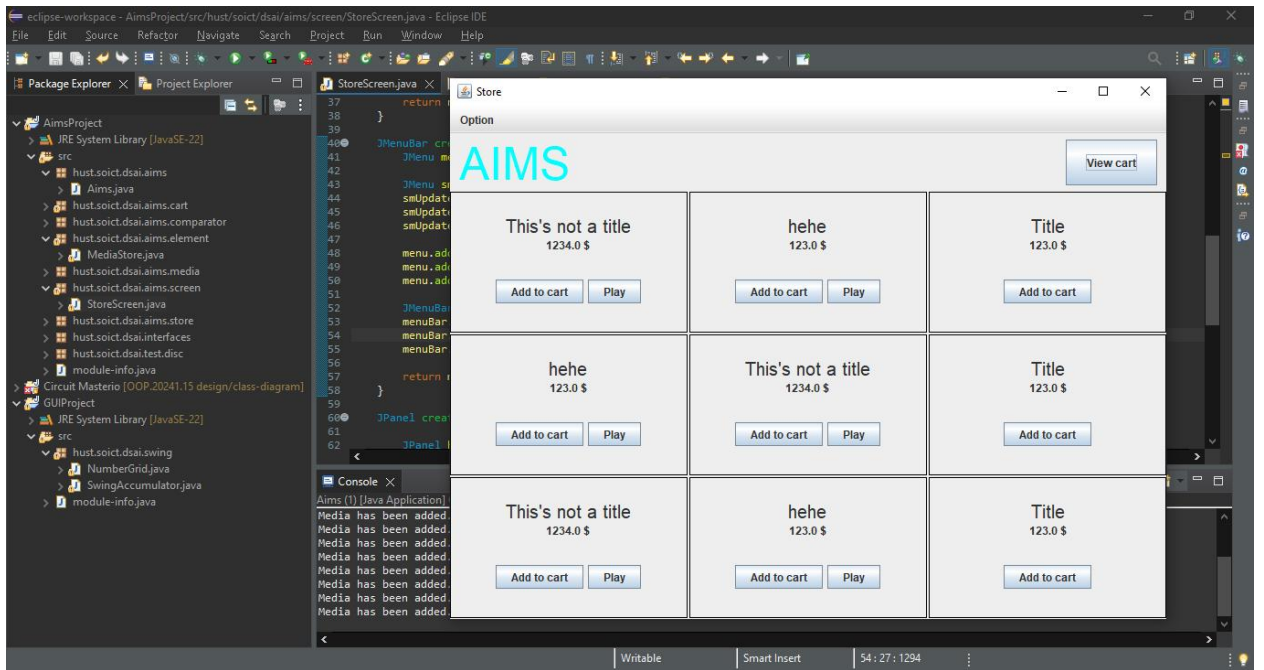 eclipse-workspace - AimsProject/src/hust/soict/dsai/aims/screen/StoreScreen.java - Eclipse IDE
File Edit Source Refactor Navigate Search Project Run Window Help
Package Explorer Project Explorer
AimsProject
JRE System Library [JavaSE-22]
src
hust.soict.dsai.aims
Aims.java
hust.soict.dsai.aims.cart
hust.soict.dsai.aims.comparator
hust.soict.dsai.aims.element
MediaStore.java
hust.soict.dsai.aims.media
hust.soict.dsai.aims.screen
StoreScreen.java
hust.soict.dsai.aims.store
hust.soict.dsai.interfaces
hust.soict.dsai.test.disc
module-info.java
Circuit Masterio [OOP.20241.15 design/class-diagram]
GUIProject
JRE System Library [JavaSE-22]
src
hust.soict.dsai.swing
NumberGrid.java
SwingAccumulator.java
module-info.java
StoreScreen.java
37 return
38 }
39
40 JMenuBar cre
41 JMenu me
42
43 JMenu sm
44 smUpdate
45 smUpdate
46 smUpdate
47
48 menu.add
49 menu.add
50 menu.add
51
52 JMenuBar
53 menuBar
54 menuBar
55 menuBar
56
57 return
58 }
59
60 JPanel crea
61
62 JPanel
Console
Aims (1) [Java Application]
Media has been added.
Media has been added.
Media has been added.
Media has been added.
Media has been added.
Media has been added.
Media has been added.
Media has been added.
Store
Option
AIMS View cart
This's not a title hehe Title
1234.0 $ 123.0 $ 123.0 $
Add to cart Play Add to cart Play Add to cart
hehe This's not a title Title
123.0 $ 1234.0 $ 123.0 $
Add to cart Play Add to cart Play Add to cart
This's not a title hehe Title
1234.0 $ 123.0 $ 123.0 $
Add to cart Play Add to cart Play Add to cart
Writable Smart Insert 54 : 27 : 1294